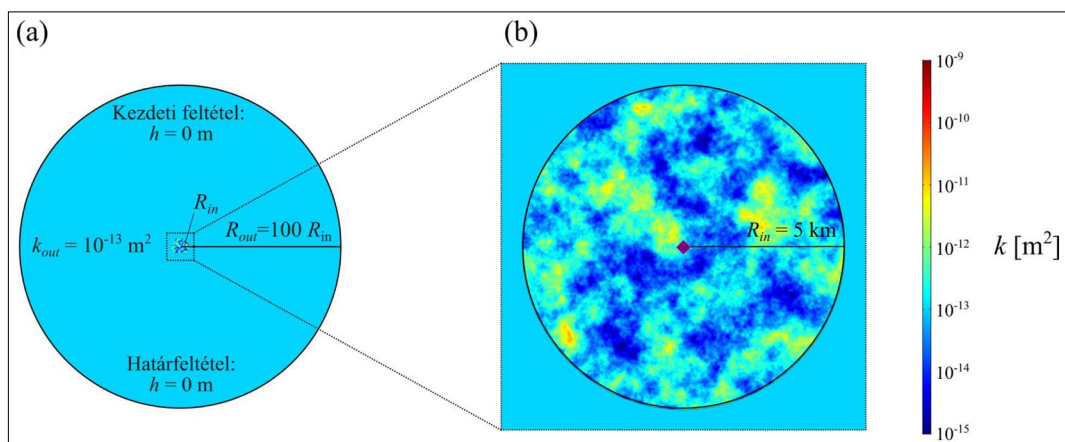 (a)
Kezdeti feltétel:
h = 0 m
R_in
k_out = 10⁻¹³ m²
R_out=100 R_in
Határfeltétel:
h = 0 m
(b)
R_in = 5 km
10⁻⁹
10⁻¹⁰
10⁻¹¹
10⁻¹²
10⁻¹³
10⁻¹⁴
10⁻¹⁵
k [m²]